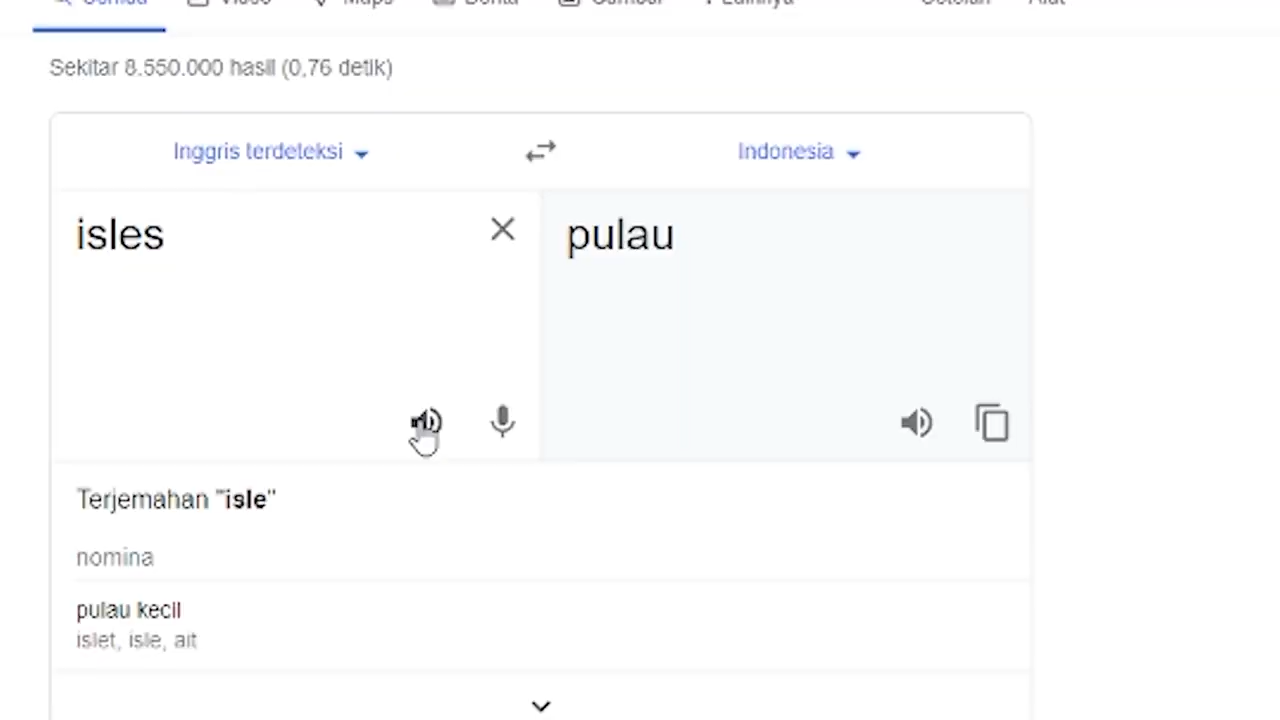 Sekitar 8.550.000 hasil (0,76 detik)
Inggris terdeteksi
Indonesia
isles
pulau
Terjemahan "isle"
nomina
pulau kecil
islet, isle, ait